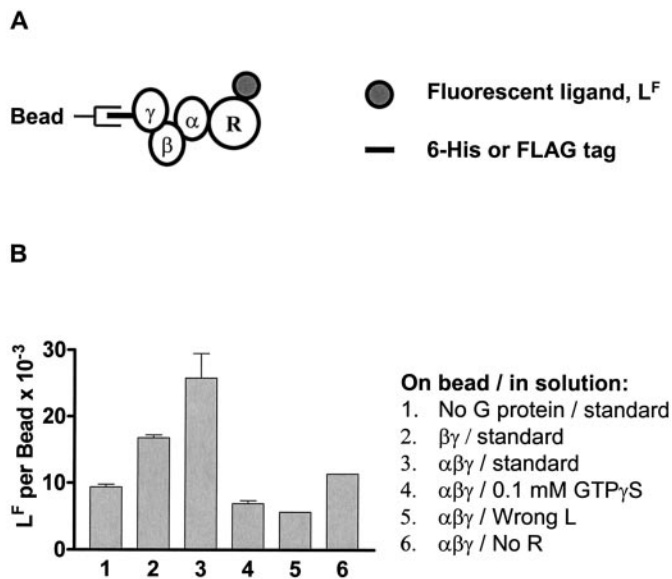 A
Bead
γ
β
α
R
Fluorescent ligand, Lᶠ
6-His or FLAG tag
B
Lᶠ per Bead x 10⁻³
30
20
10
0
1 2 3 4 5 6
On bead / in solution:
1. No G protein / standard
2. βγ / standard
3. αβγ / standard
4. αβγ / 0.1 mM GTPγS
5. αβγ / Wrong L
6. αβγ / No R